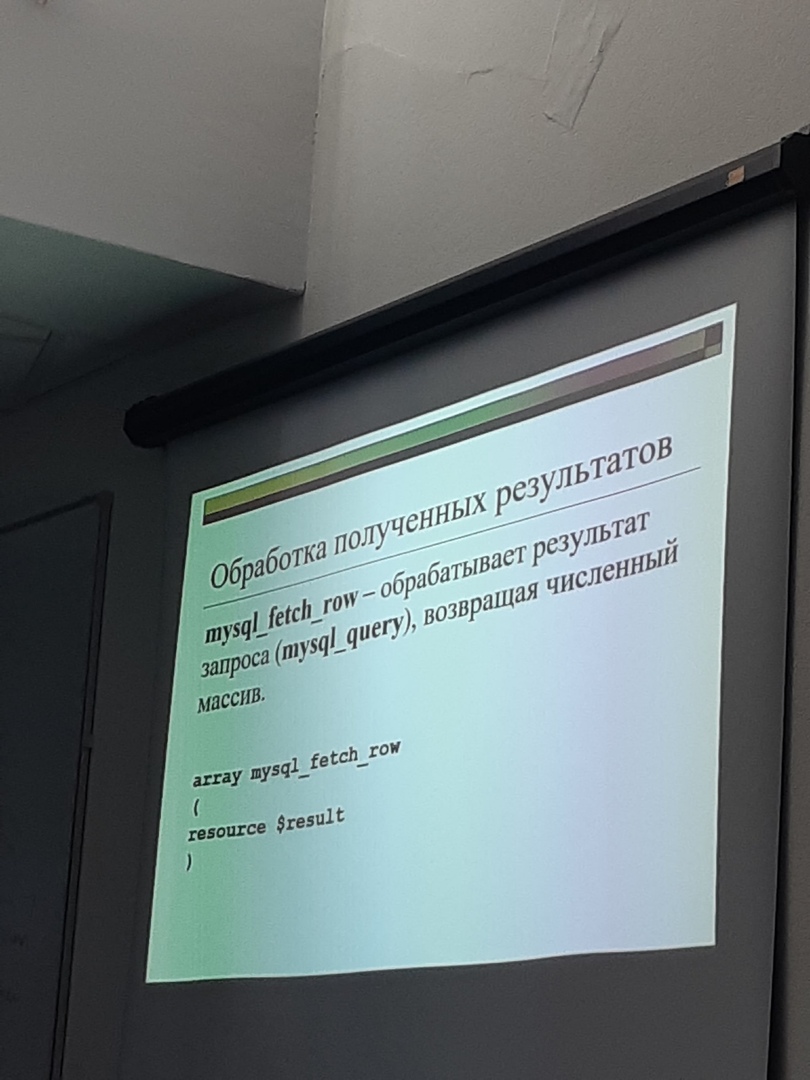 Обработка полученных результатов
mysql_fetch_row – обрабатывает результат
запроса (mysql_query), возвращая численный
массив.
array mysql_fetch_row
(
resource $result
)